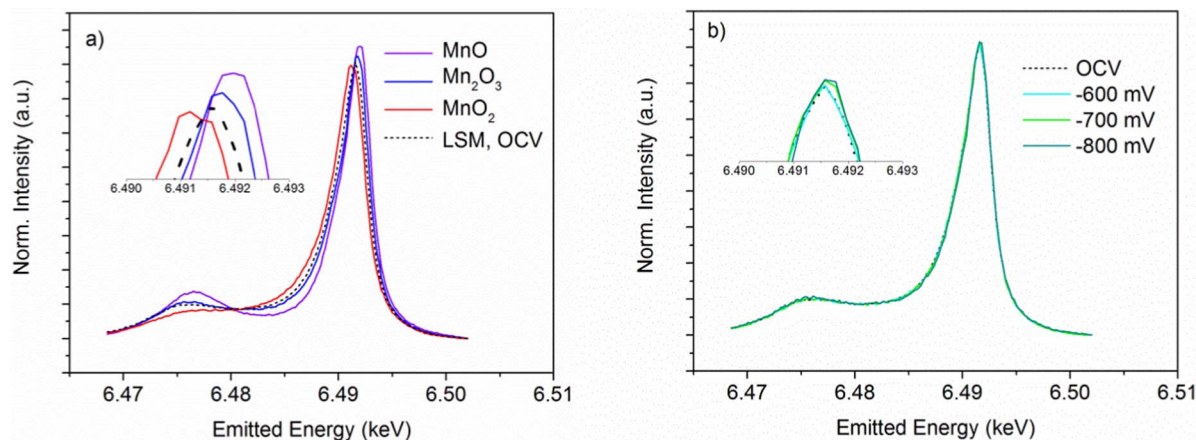 a)
MnO
Mn₂O₃
MnO₂
LSM, OCV
6.490 6.491 6.492 6.493
Norm. Intensity (a.u.)
6.47 6.48 6.49 6.50 6.51
Emitted Energy (keV)
b)
OCV
-600 mV
-700 mV
-800 mV
6.490 6.491 6.492 6.493
Norm. Intensity (a.u.)
6.47 6.48 6.49 6.50 6.51
Emitted Energy (keV)